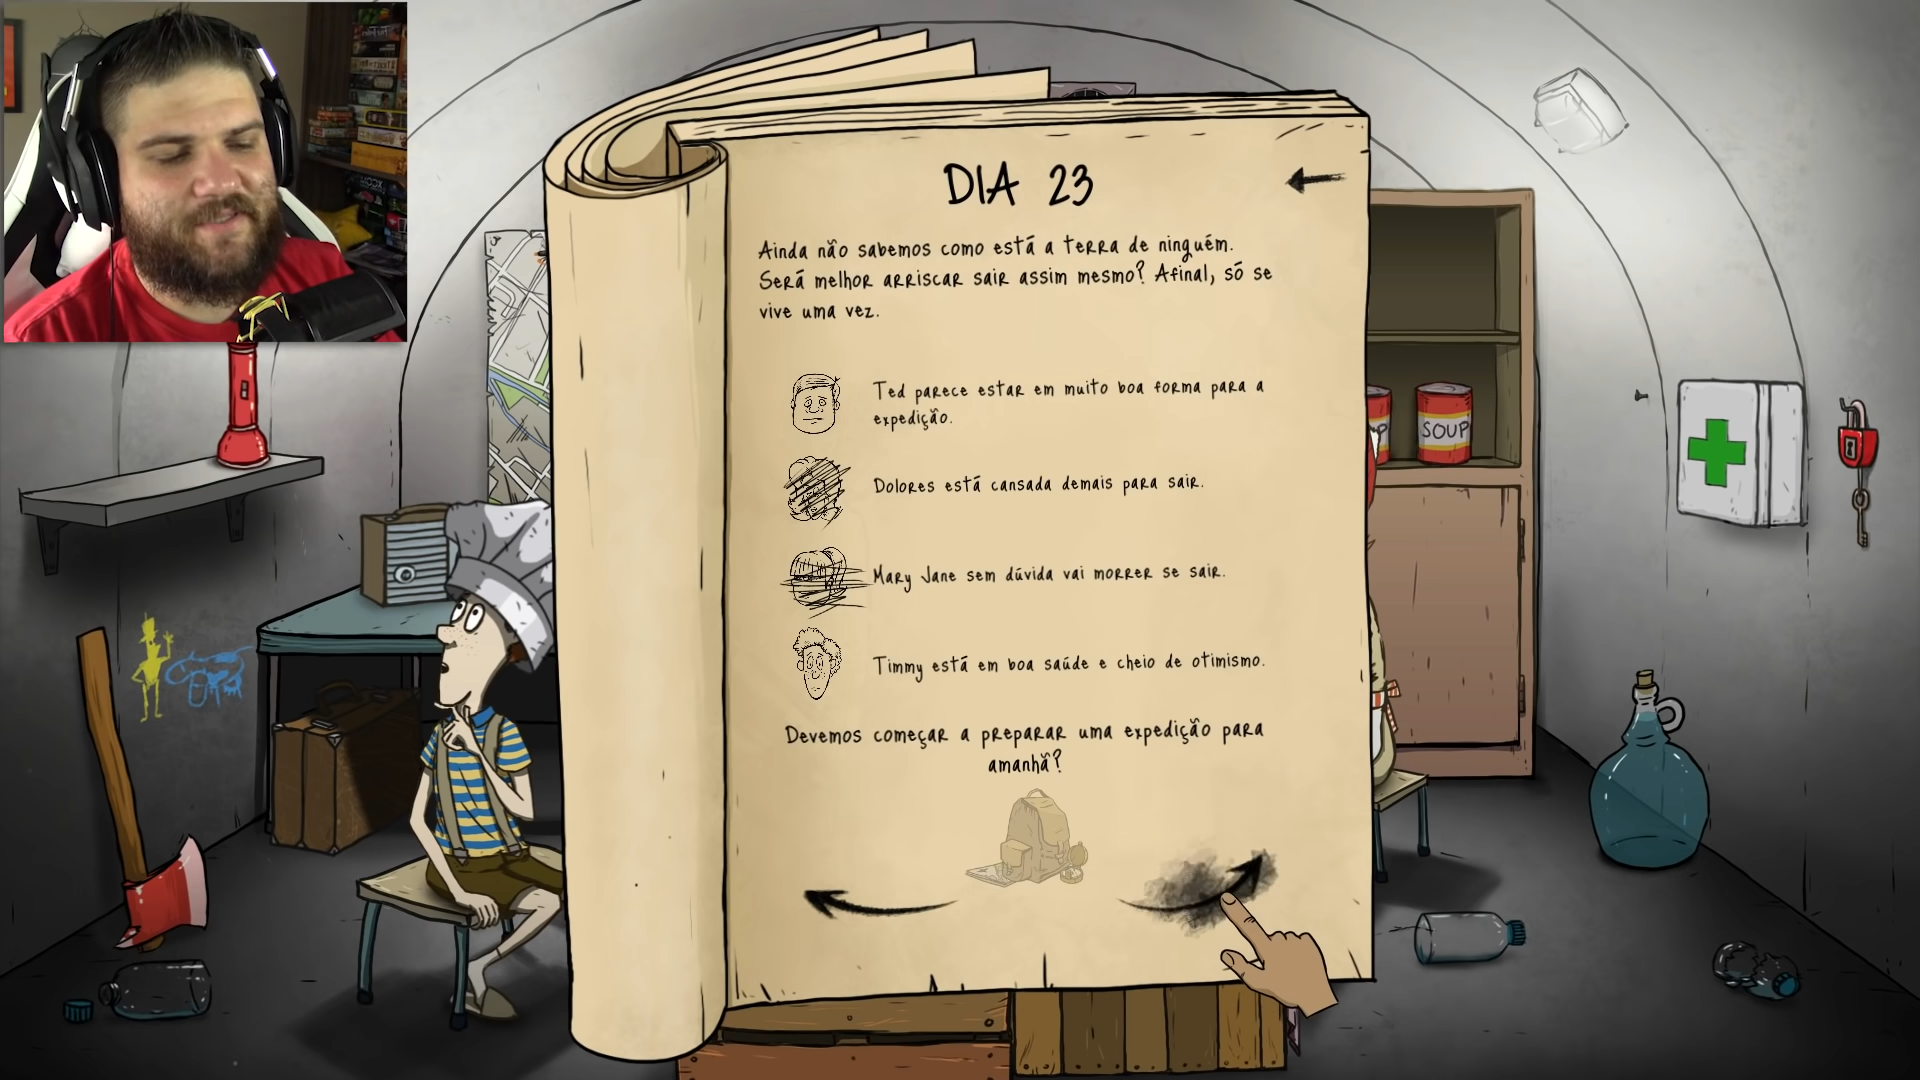 DIA 23
Ainda não sabemos como está a terra de ninguém.
Será melhor arriscar sair assim mesmo? Afinal, só se
vive uma vez.
Ted parece estar em muito boa forma para a
expedição.
Dolores está cansada demais para sair.
Mary Jane sem dúvida vai morrer se sair.
Timmy está em boa saúde e cheio de otimismo.
Devemos começar a preparar uma expedição para
amanhã?
SOUP